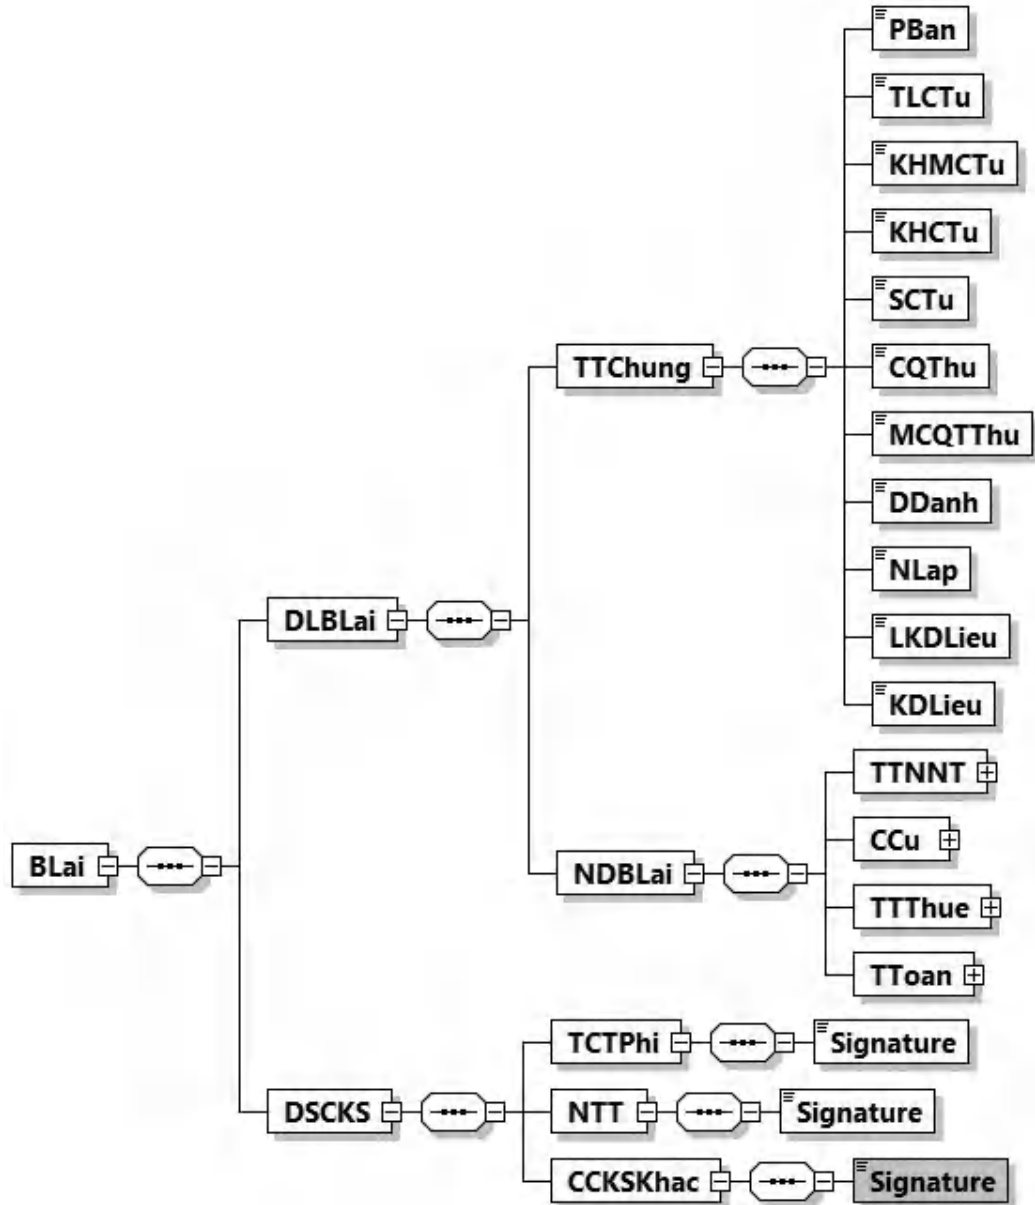 PBan
TLCTu
KHMCTu
KHCTu
SCTu
TTChung
CQThu
MCQTThu
DDanh
NLap
DLBLai
LKDLieu
KDLieu
TTNNT
CCu
BLai
NDBLai
TTThue
TToan
TCTPhi
Signature
DSCKS
NTT
Signature
CCKSKhac
Signature